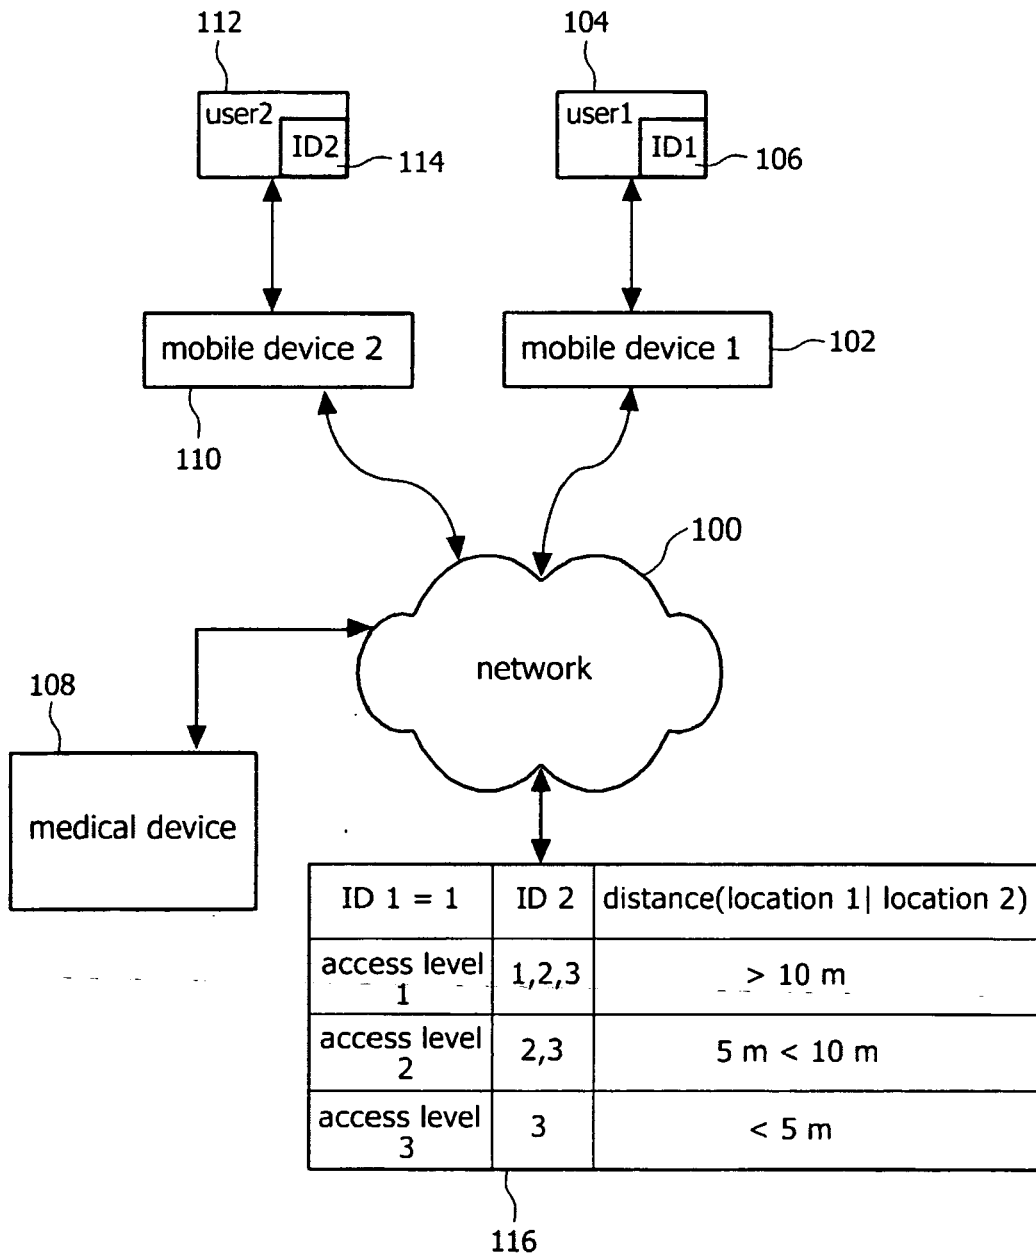 112
104
user2
ID2
114
user1
ID1
106
mobile device 2
mobile device 1
102
110
100
network
108
medical device
ID 1 = 1
ID 2
distance(location 1| location 2)
access level
1
1,2,3
> 10 m
access level
2
2,3
5 m < 10 m
access level
3
3
< 5 m
116